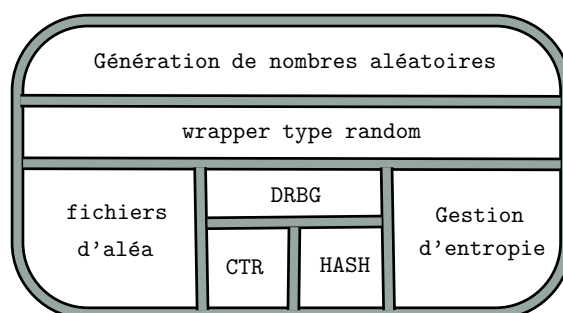 Génération de nombres aléatoires
wrapper type random
fichiers
d'aléa
DRBG
CTR
HASH
Gestion
d'entropie